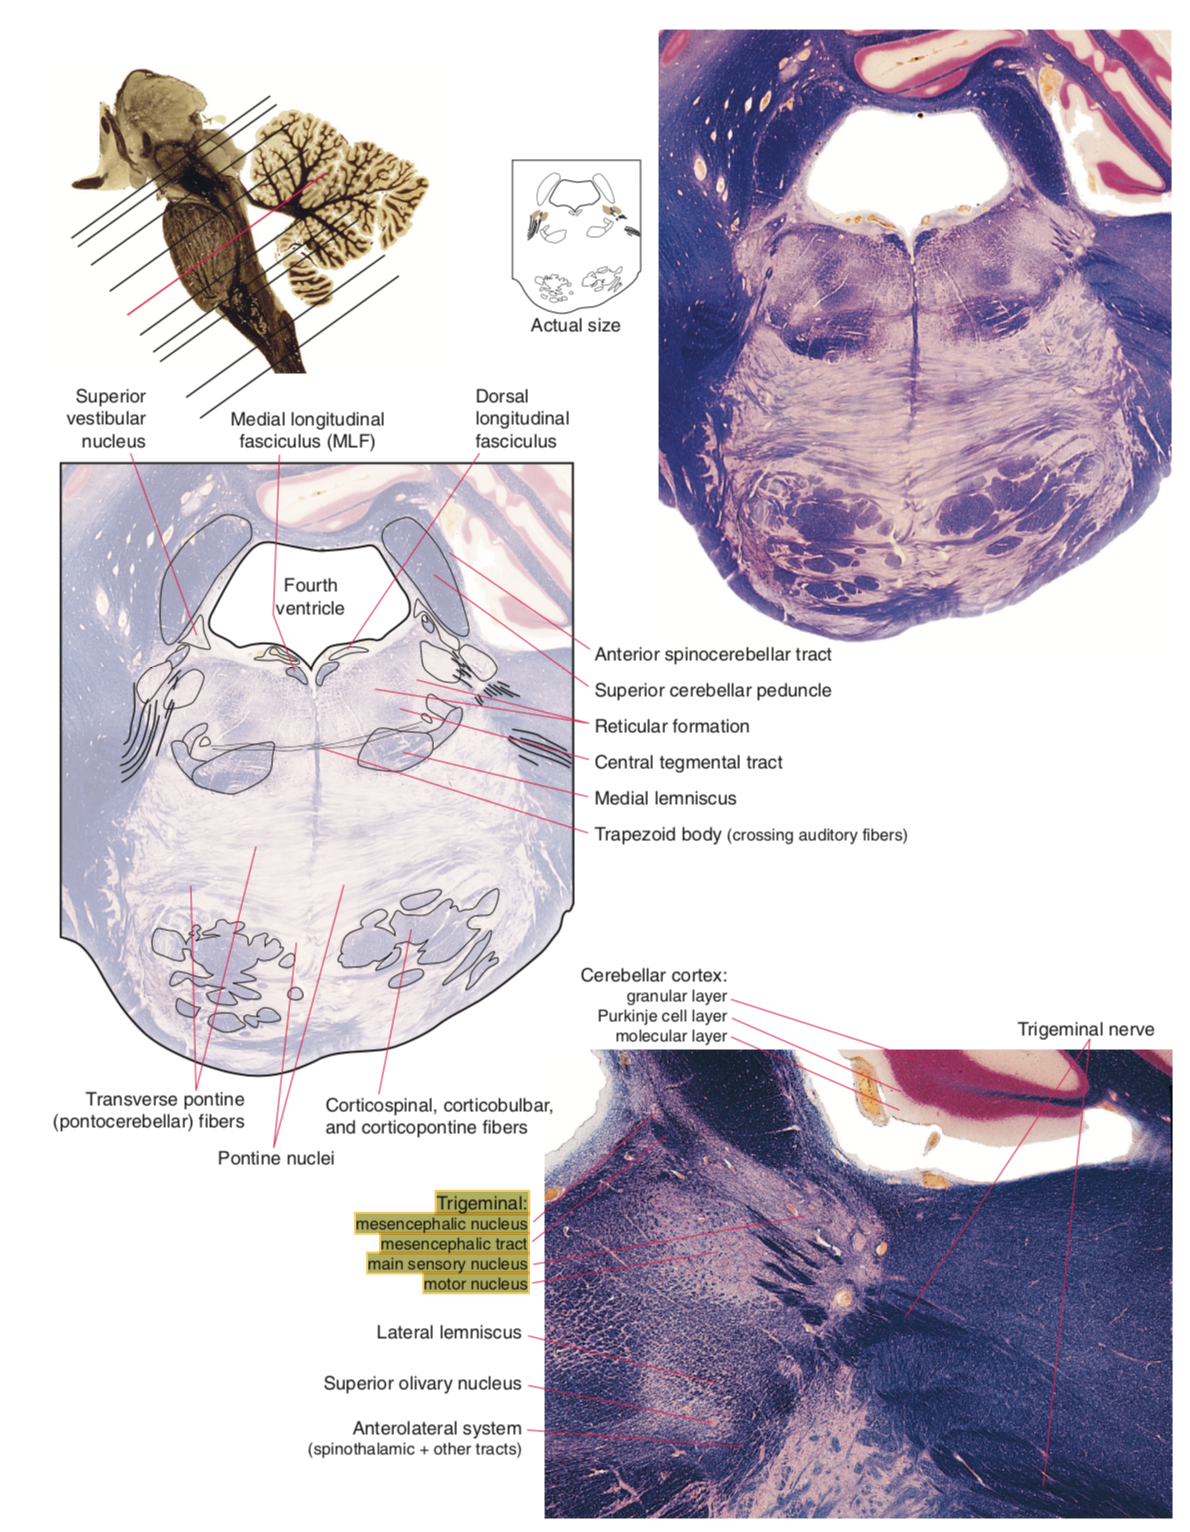 Actual size
Superior
vestibular
nucleus
Medial longitudinal
fasciculus (MLF)
Dorsal
longitudinal
fasciculus
Fourth
ventricle
Anterior spinocerebellar tract
Superior cerebellar peduncle
Reticular formation
Central tegmental tract
Medial lemniscus
Trapezoid body (crossing auditory fibers)
Transverse pontine
(pontocerebellar) fibers
Pontine nuclei
Corticospinal, corticobulbar,
and corticopontine fibers
Cerebellar cortex:
granular layer
Purkinje cell layer
molecular layer
Trigeminal nerve
Trigeminal:
mesencephalic nucleus
mesencephalic tract
main sensory nucleus
motor nucleus
Lateral lemniscus
Superior olivary nucleus
Anterolateral system
(spinothalamic + other tracts)